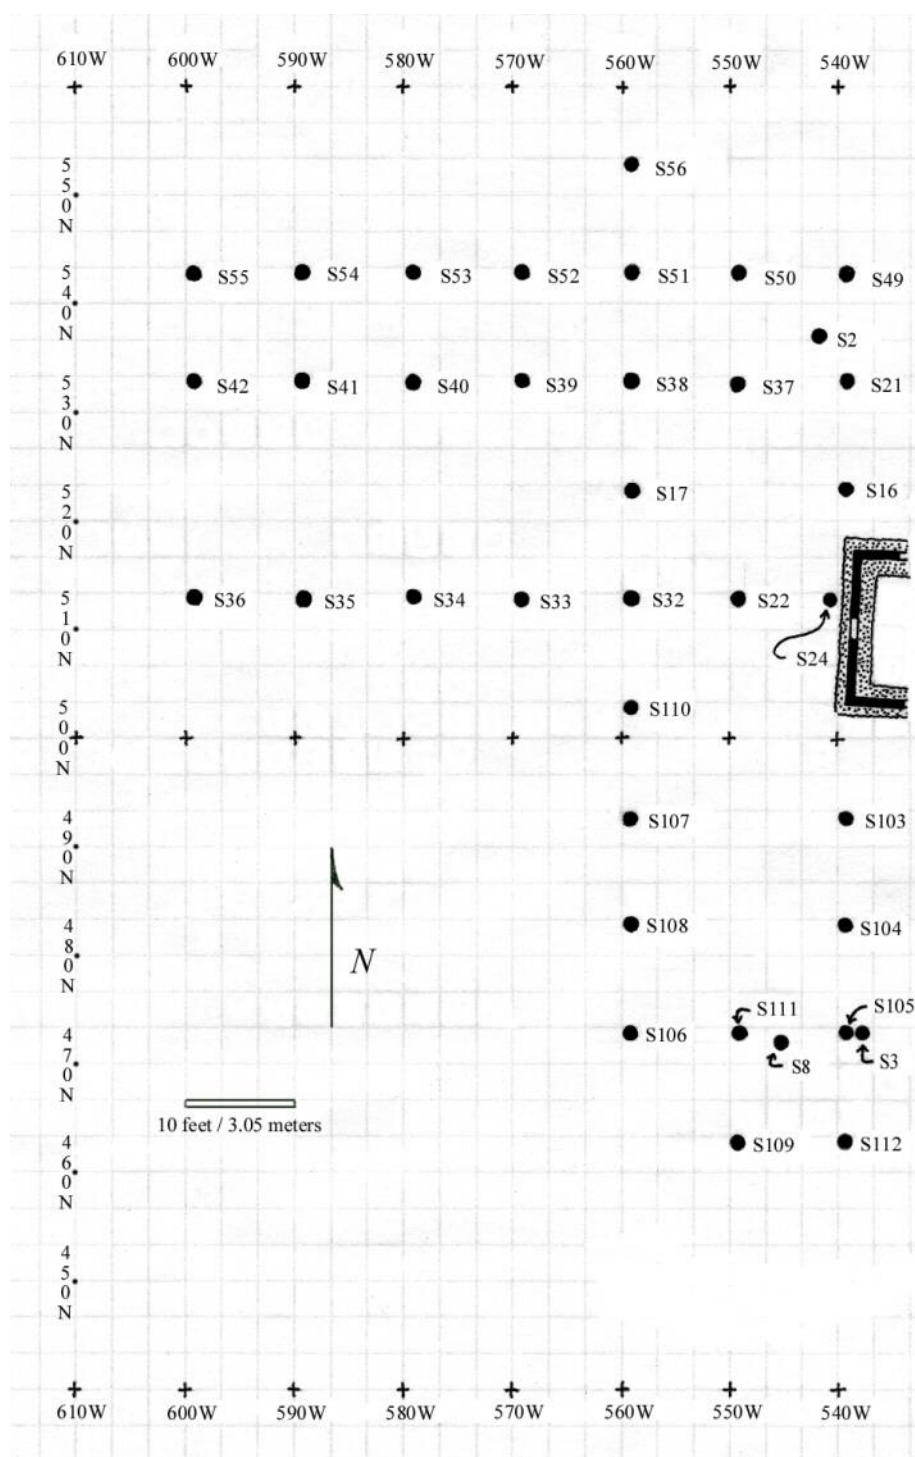 610W 600W 590W 580W 570W 560W 550W 540W
S56
550N
S55 S54 S53 S52 S51 S50 S49
540N
S2
S42 S41 S40 S39 S38 S37 S21
530N
S17 S16
520N
S36 S35 S34 S33 S32 S22
510N
S24
S110
500N
S107 S103
490N
S108 S104
480N
N
S111 S105
S106
470N
S8 S3
10 feet / 3.05 meters
S109 S112
460N
450N
610W 600W 590W 580W 570W 560W 550W 540W